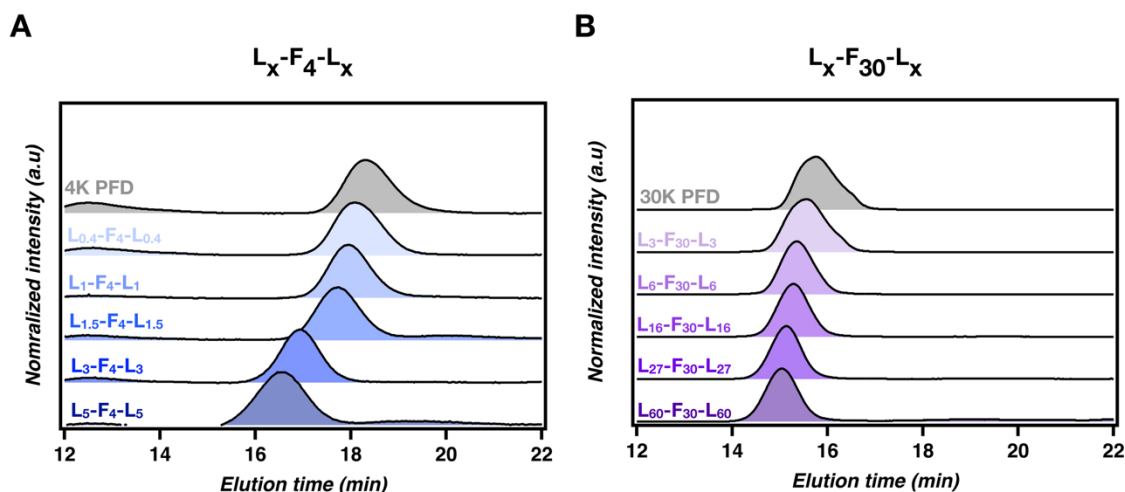 A
Lx-F4-Lx
Nomralized intensity (a.u)
4K PFD
L0.4-F4-L0.4
L1-F4-L1
L1.5-F4-L1.5
L3-F4-L3
L5-F4-L5
12 14 16 18 20 22
Elution time (min)
B
Lx-F30-Lx
Normalized intensity (a.u)
30K PFD
L3-F30-L3
L6-F30-L6
L16-F30-L16
L27-F30-L27
L60-F30-L60
12 14 16 18 20 22
Elution time (min)